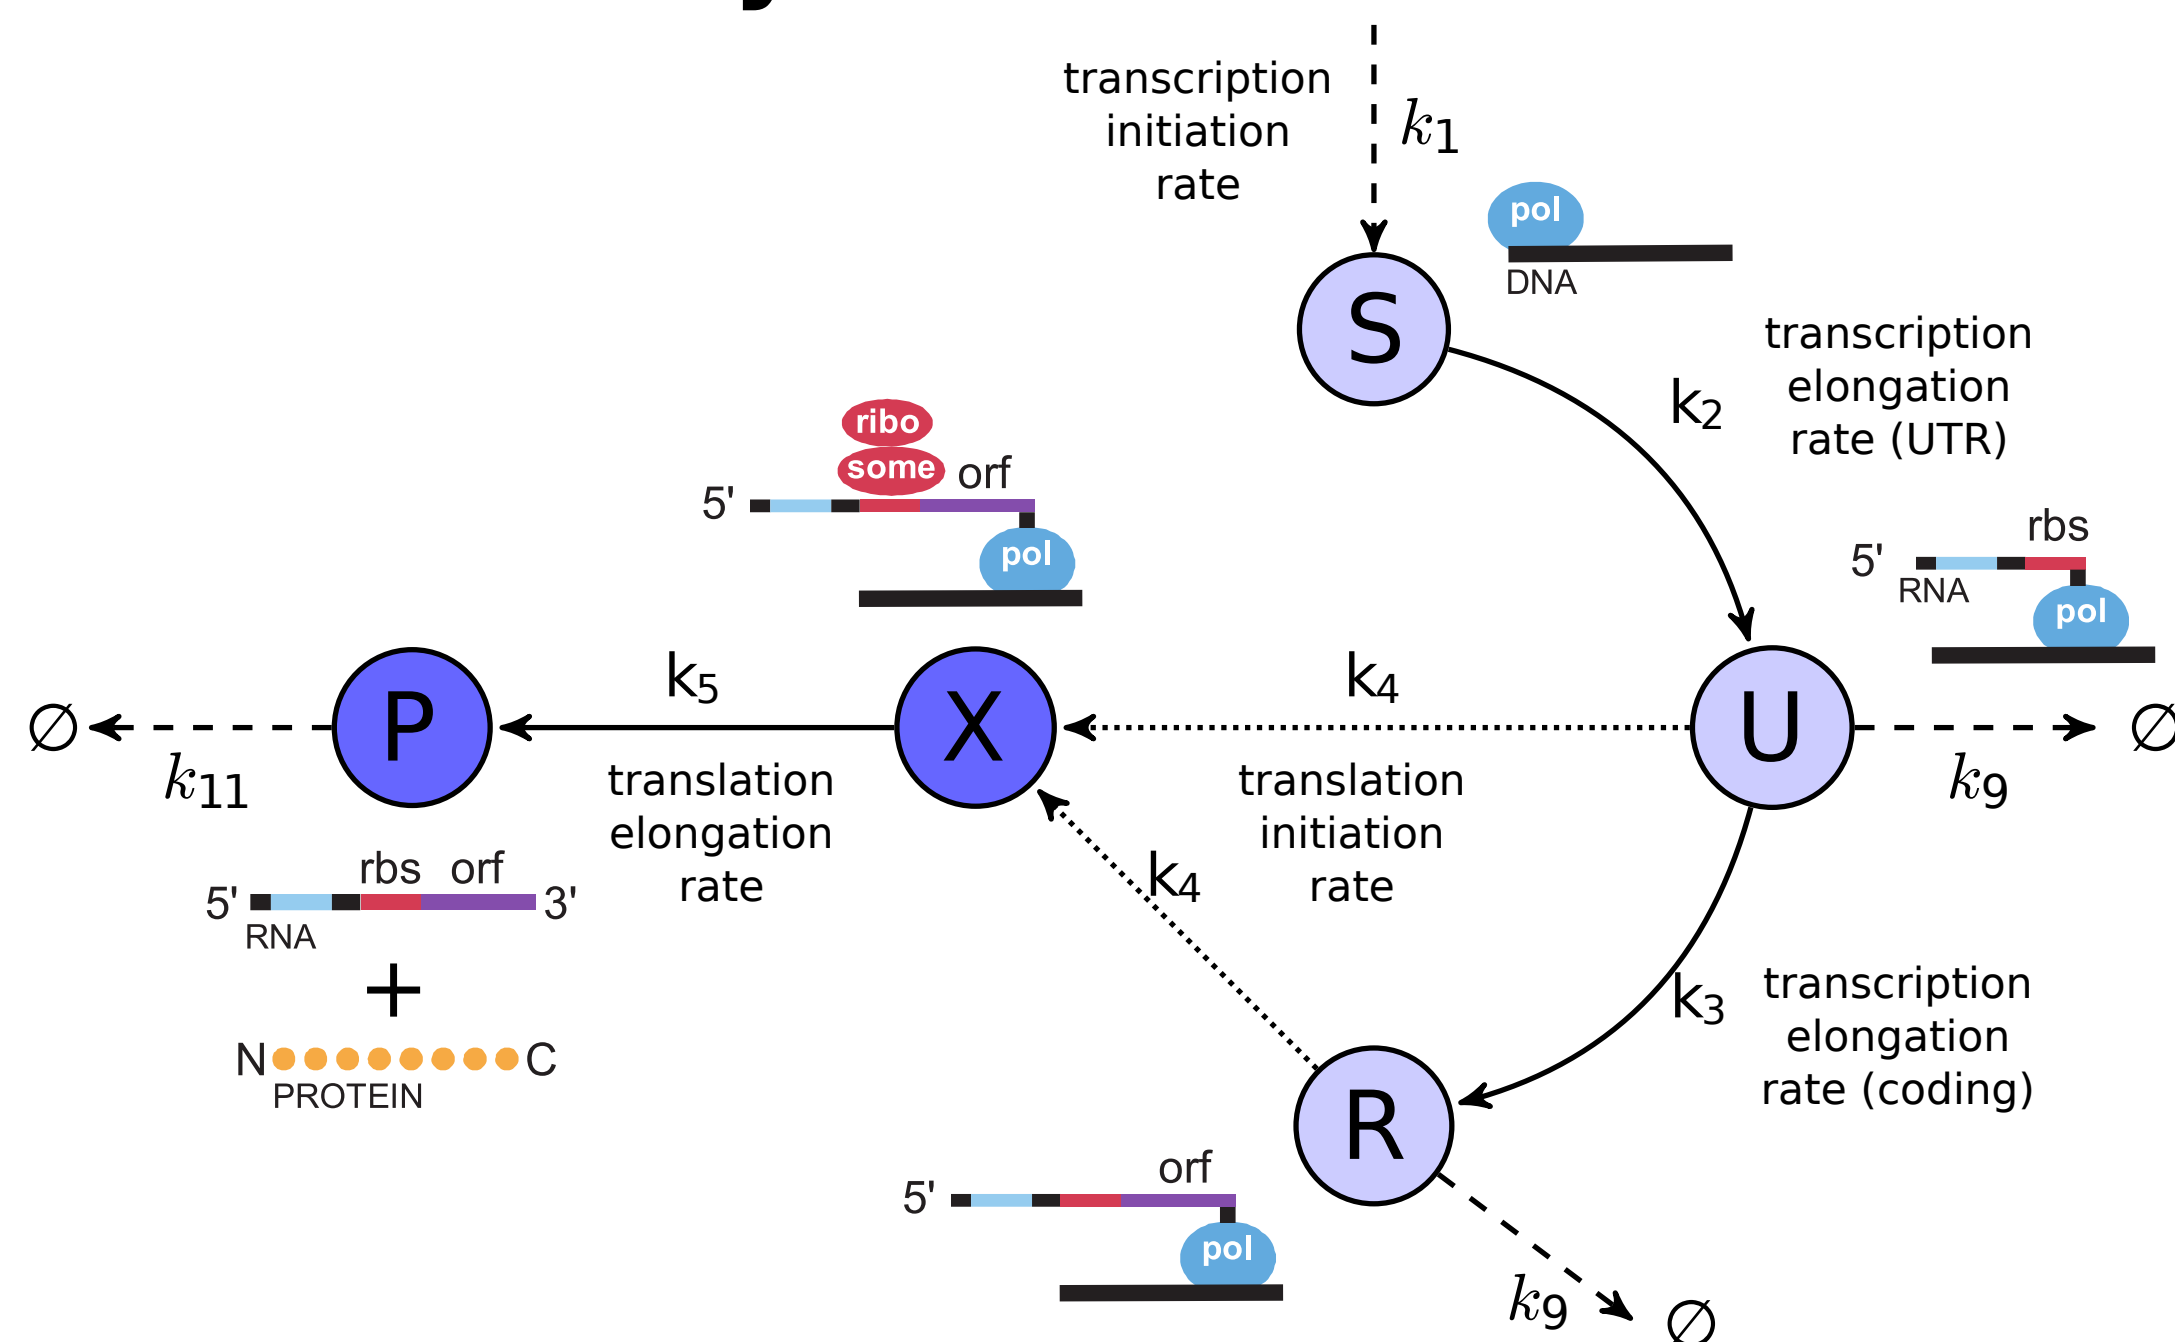 transcription
initiation
rate
k1
pol
DNA
S
transcription
elongation
rate (UTR)
k2
ribo
some
orf
5'
pol
rbs
5'
RNA
pol
∅
k11
P
k5
translation
elongation
rate
X
k4
translation
initiation
rate
U
k9
∅
k4
rbs orf
5' 3'
RNA
+
N C
PROTEIN
k3
transcription
elongation
rate (coding)
R
orf
5'
pol
k9
∅